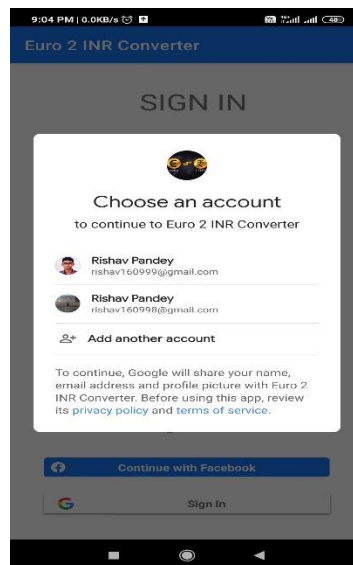 9:04 PM | 0.0KB/s
48
Euro 2 INR Converter
SIGN IN
Choose an account
to continue to Euro 2 INR Converter
Rishav Pandey
rishav160999@gmail.com
Rishav Pandey
rishav160998@gmail.com
Add another account
To continue, Google will share your name,
email address and profile picture with Euro 2
INR Converter. Before using this app, review
its privacy policy and terms of service.
Continue with Facebook
Sign In